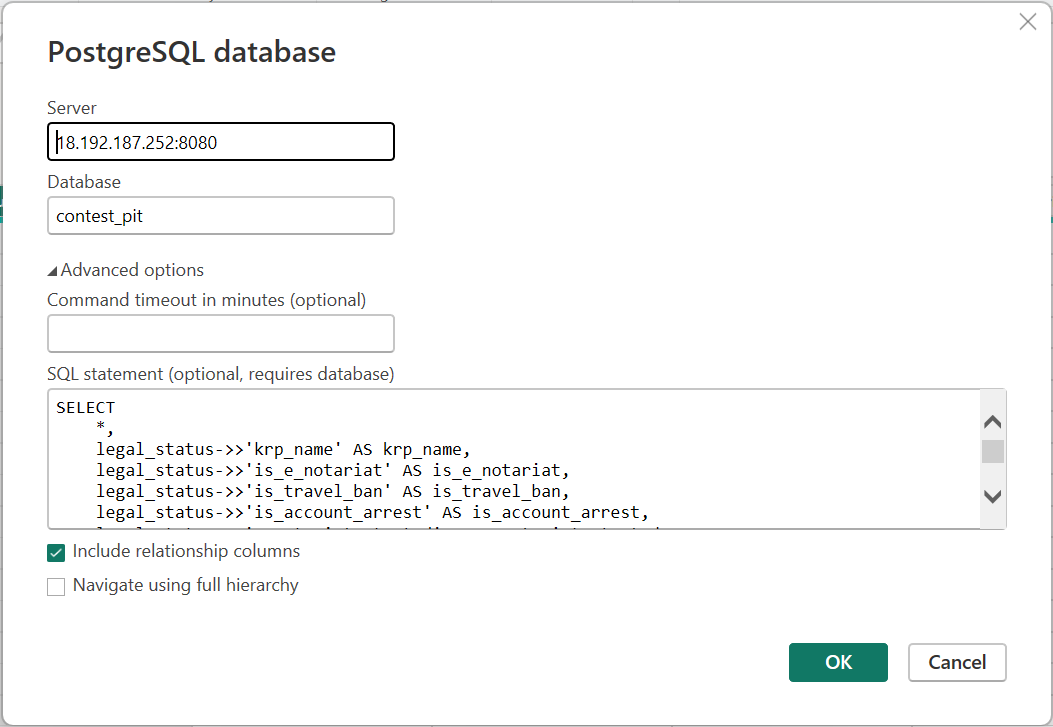 PostgreSQL database
Server
18.192.187.252:8080
Database
contest_pit
Advanced options
Command timeout in minutes (optional)
SQL statement (optional, requires database)
SELECT
*,
legal_status->>'krp_name' AS krp_name,
legal_status->>'is_e_notariat' AS is_e_notariat,
legal_status->>'is_travel_ban' AS is_travel_ban,
legal_status->>'is_account_arrest' AS is_account_arrest,
Include relationship columns
Navigate using full hierarchy
OK
Cancel